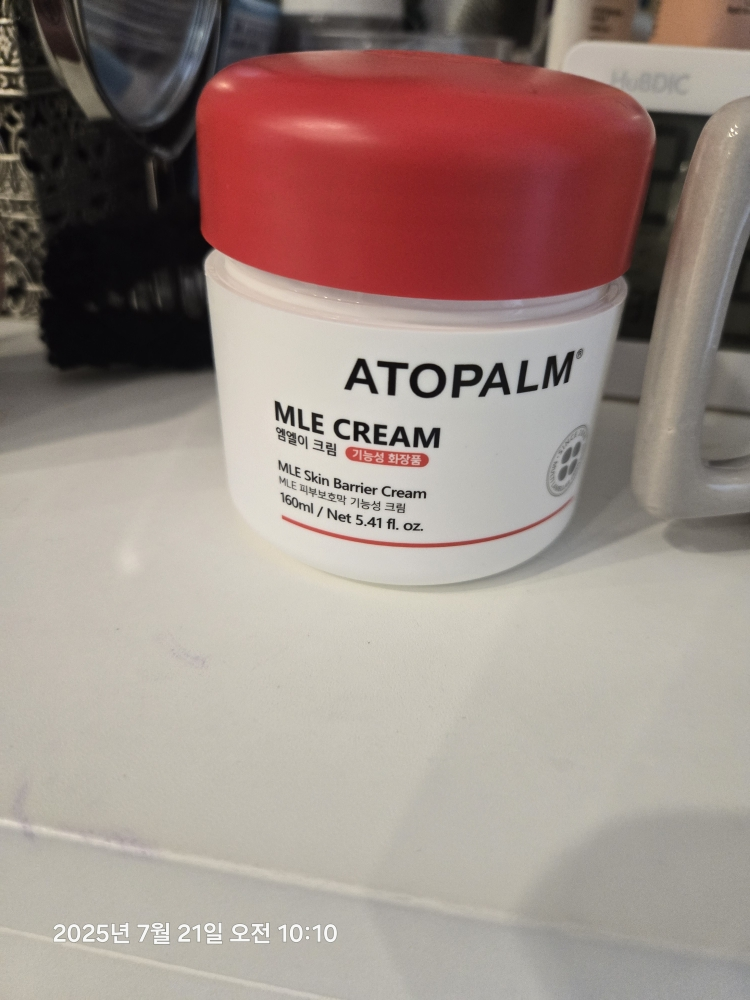 HuBDIC
ATOPALM®
MLE CREAM
엠엘이 크림 기능성 화장품
MLE Skin Barrier Cream
MLE 피부보호막 기능성 크림
160ml / Net 5.41 fl. oz.
2025년 7월 21일 오전 10:10